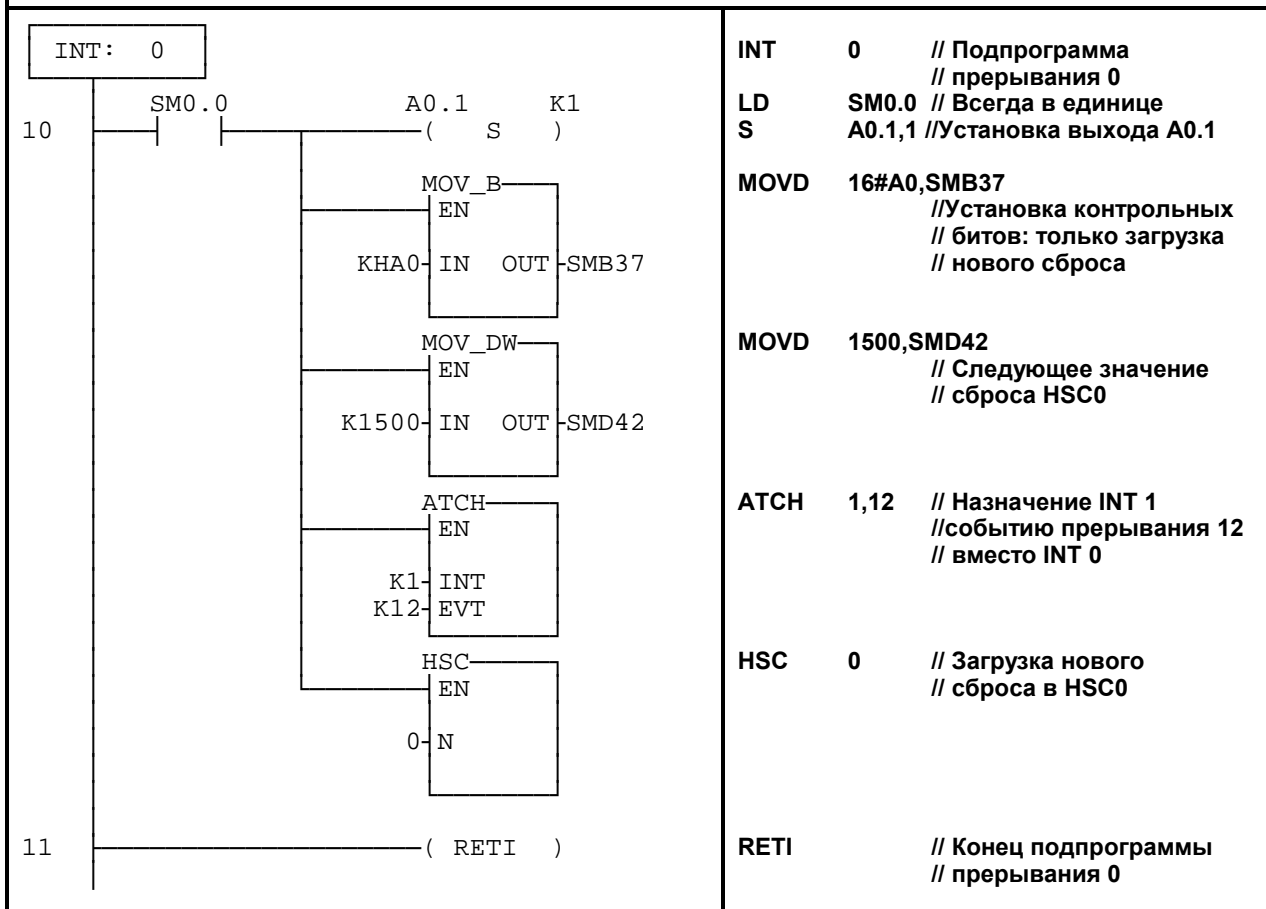 INT: 0
SM0.0 A0.1 K1
10 ( S )
MOV_B
EN
KHA0 IN OUT SMB37
MOV_DW
EN
K1500 IN OUT SMD42
ATCH
EN
K1 INT
K12 EVT
HSC
EN
0 N
11 ( RETI )
INT 0 // Подпрограмма
// прерывания 0
LD SM0.0 // Всегда в единице
S A0.1,1 //Установка выхода A0.1
MOVD 16#A0,SMB37
//Установка контрольных
// битов: только загрузка
// нового сброса
MOVD 1500,SMD42
// Следующее значение
// сброса HSC0
ATCH 1,12 // Назначение INT 1
//событию прерывания 12
// вместо INT 0
HSC 0 // Загрузка нового
// сброса в HSC0
RETI // Конец подпрограммы
// прерывания 0